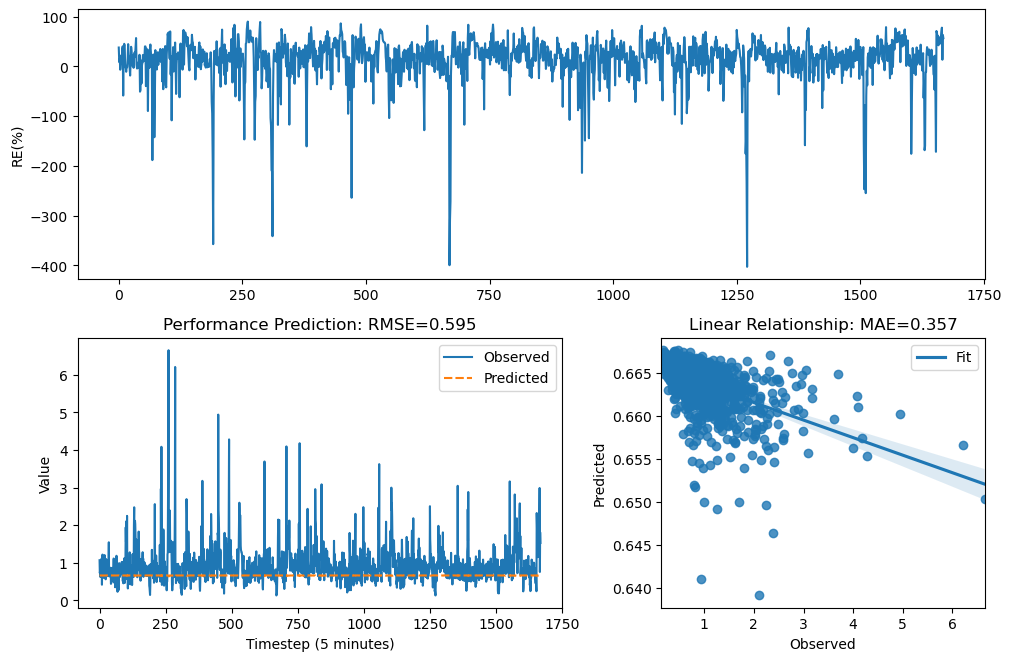 100
0
−100
−200
−300
−400
RE(%)
0 250 500 750 1000 1250 1500 1750
Performance Prediction: RMSE=0.595
Observed
Predicted
6
5
4
3
2
1
0
Value
0 250 500 750 1000 1250 1500 1750
Timestep (5 minutes)
Linear Relationship: MAE=0.357
Fit
0.665
0.660
0.655
0.650
0.645
0.640
Predicted
1 2 3 4 5 6
Observed